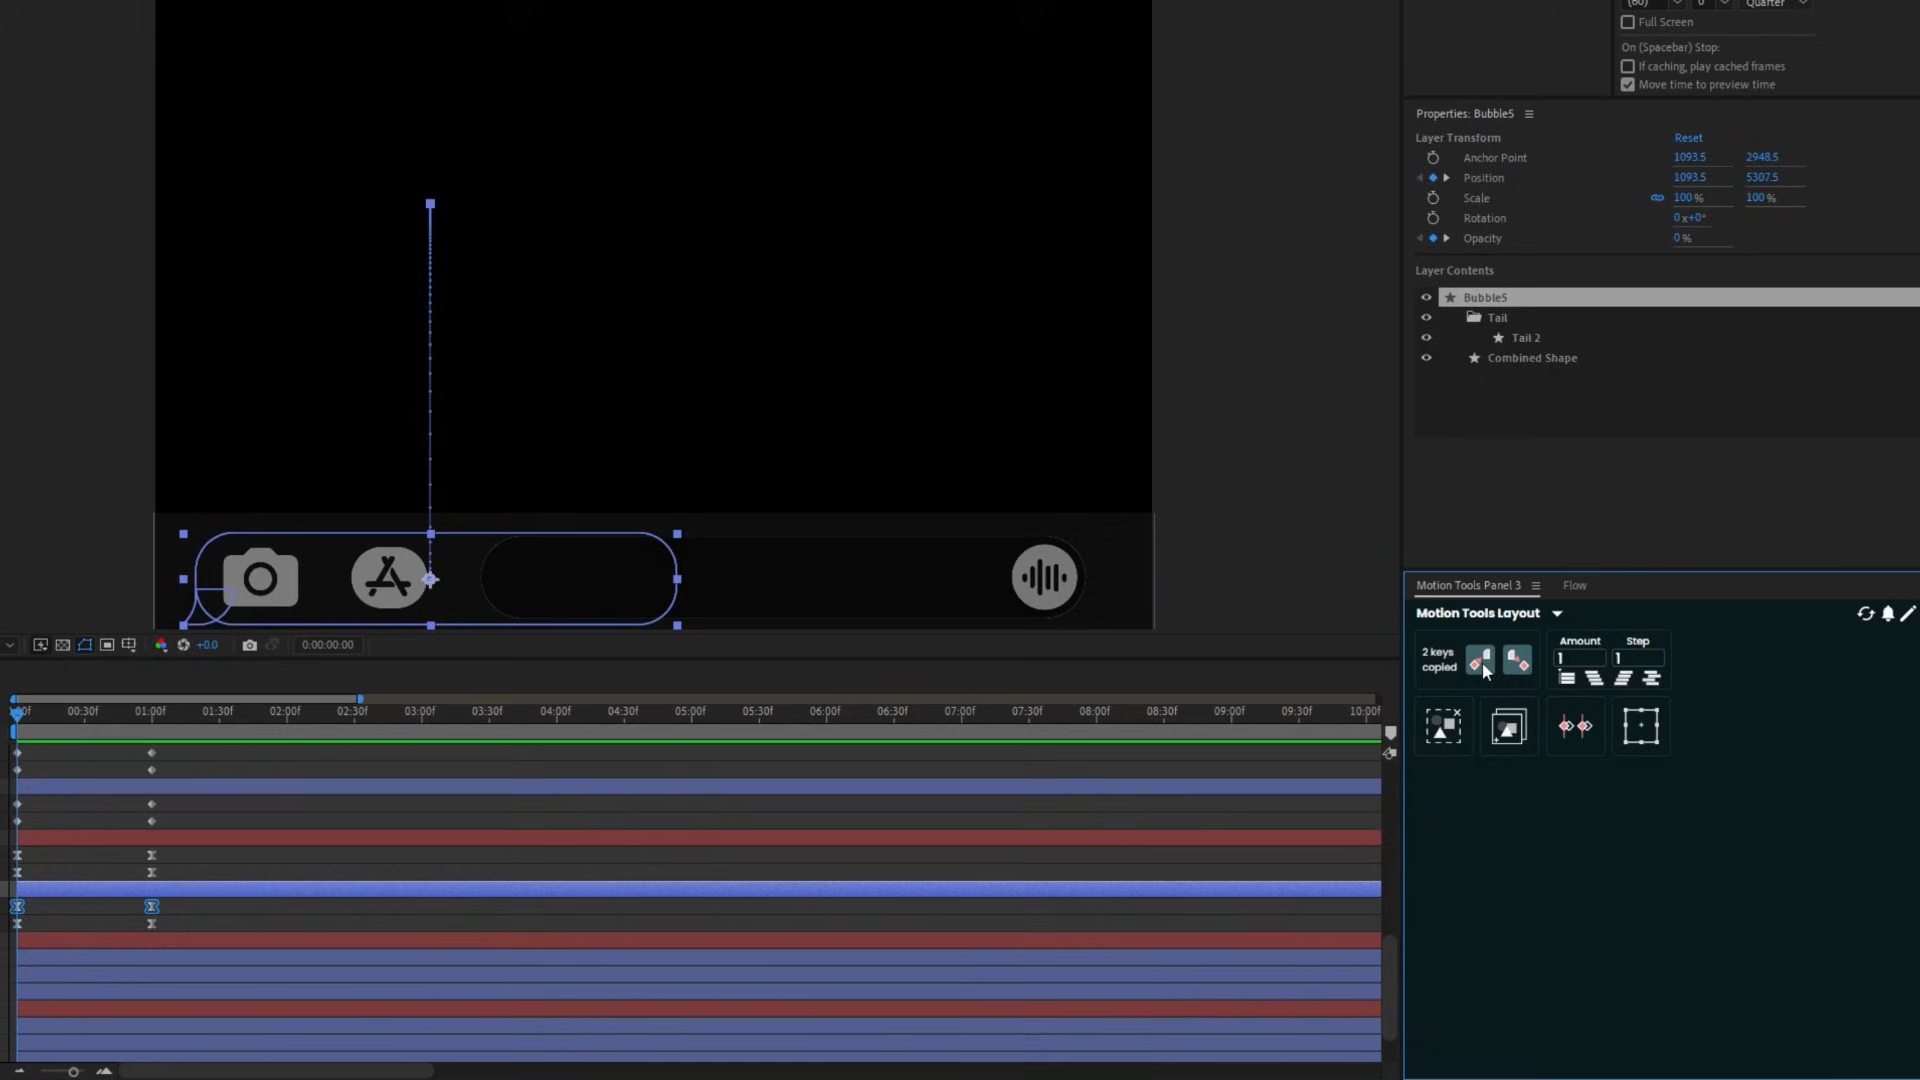 (60) 0 Quarter
Full Screen
On (Spacebar) Stop:
If caching, play cached frames
Move time to preview time
Properties: Bubble5
Layer Transform Reset
Anchor Point 1093.5 2948.5
Position 1093.5 5307.5
Scale 100 % 100 %
Rotation 0x+0°
Opacity 0 %
Layer Contents
Bubble5
Tail
Tail 2
Combined Shape
Motion Tools Panel 3 Flow
Motion Tools Layout
2 keys
copied
Amount Step
1 1
+0.0 0:00:00:00
00:30f 01:00f 01:30f 02:00f 02:30f 03:00f 03:30f 04:00f 04:30f 05:00f 05:30f 06:00f 06:30f 07:00f 07:30f 08:00f 08:30f 09:00f 09:30f 10:00f